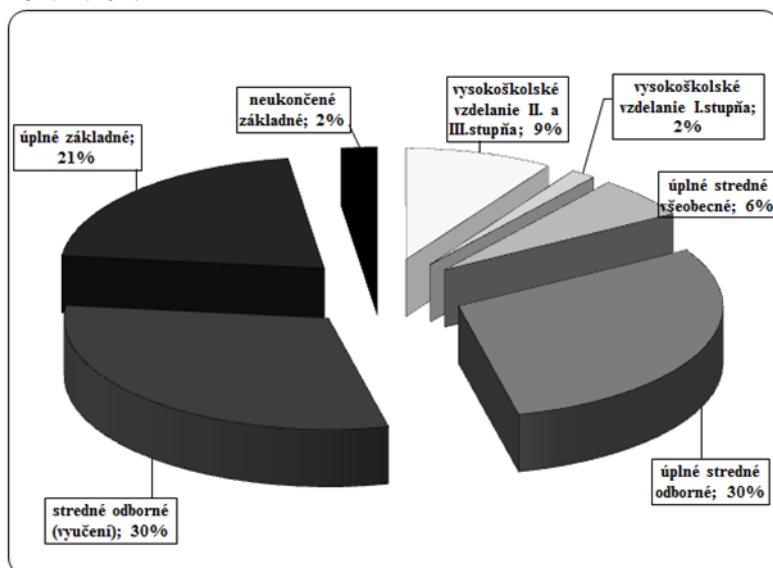 neukončené
základné; 2%
vysokoškolské
vzdelanie II. a
III.stupňa; 9%
vysokoškolské
vzdelanie I.stupňa;
2%
úplné základné;
21%
úplné stredné
všeobecné; 6%
stredné odborné
(vyučení); 30%
úplné stredné
odborné; 30%